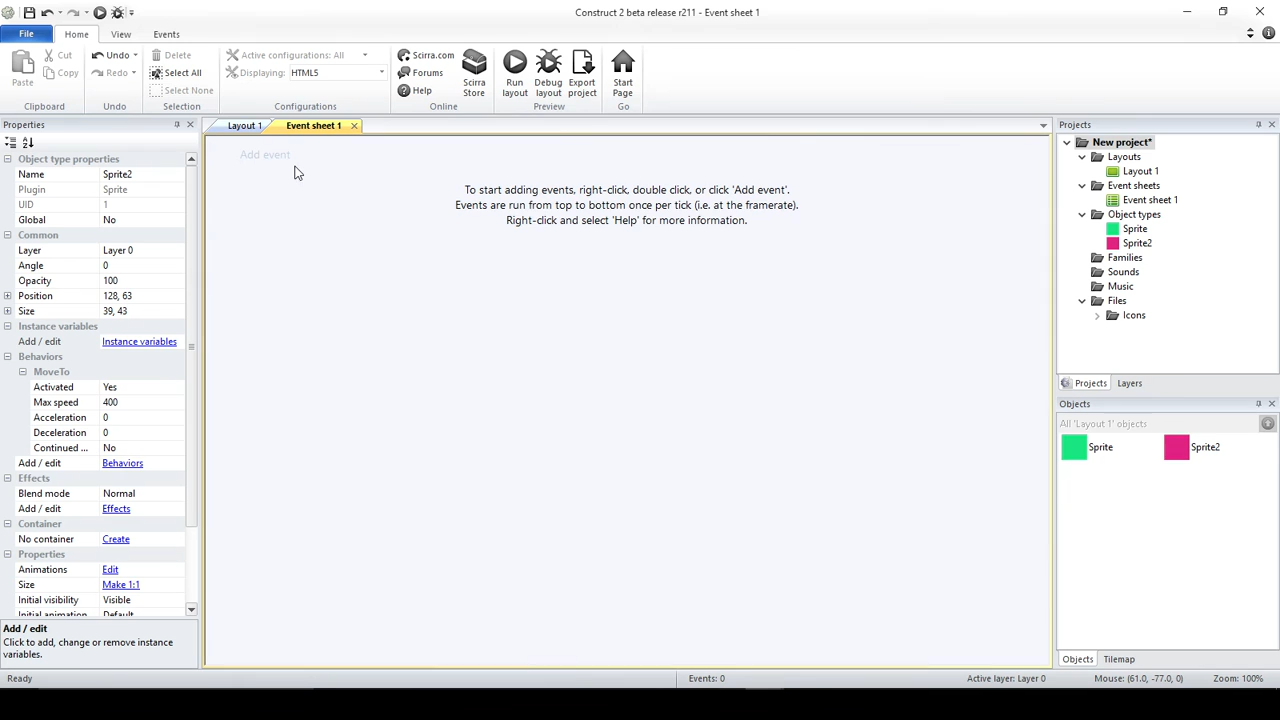 Construct 2 beta release r211 - Event sheet 1
File
Home
View
Events
Paste
Cut
Copy
Clipboard
Undo
Redo
Undo
Delete
Select All
Select None
Selection
Active configurations: All
Displaying: HTML5
Configurations
Scirra.com
Forums
Help
Scirra Store
Online
Run layout
Debug layout
Export project
Preview
Start Page
Go
Properties
Object type properties
Name Sprite2
Plugin Sprite
UID 1
Global No
Common
Layer Layer 0
Angle 0
Opacity 100
Position 128, 63
Size 39, 43
Instance variables
Add / edit Instance variables
Behaviors
MoveTo
Activated Yes
Max speed 400
Acceleration 0
Deceleration 0
Continued ... No
Add / edit Behaviors
Effects
Blend mode Normal
Add / edit Effects
Container
No container Create
Properties
Animations Edit
Size Make 1:1
Initial visibility Visible
Initial animation Default
Add / edit
Click to add, change or remove instance
variables.
Layout 1
Event sheet 1
Add event
To start adding events, right-click, double click, or click 'Add event'.
Events are run from top to bottom once per tick (i.e. at the framerate).
Right-click and select 'Help' for more information.
Projects
New project*
Layouts
Layout 1
Event sheets
Event sheet 1
Object types
Sprite
Sprite2
Families
Sounds
Music
Files
Icons
Projects
Layers
Objects
All 'Layout 1' objects
Sprite
Sprite2
Objects
Tilemap
Ready
Events: 0
Active layer: Layer 0
Mouse: (61.0, -77.0, 0)
Zoom: 100%